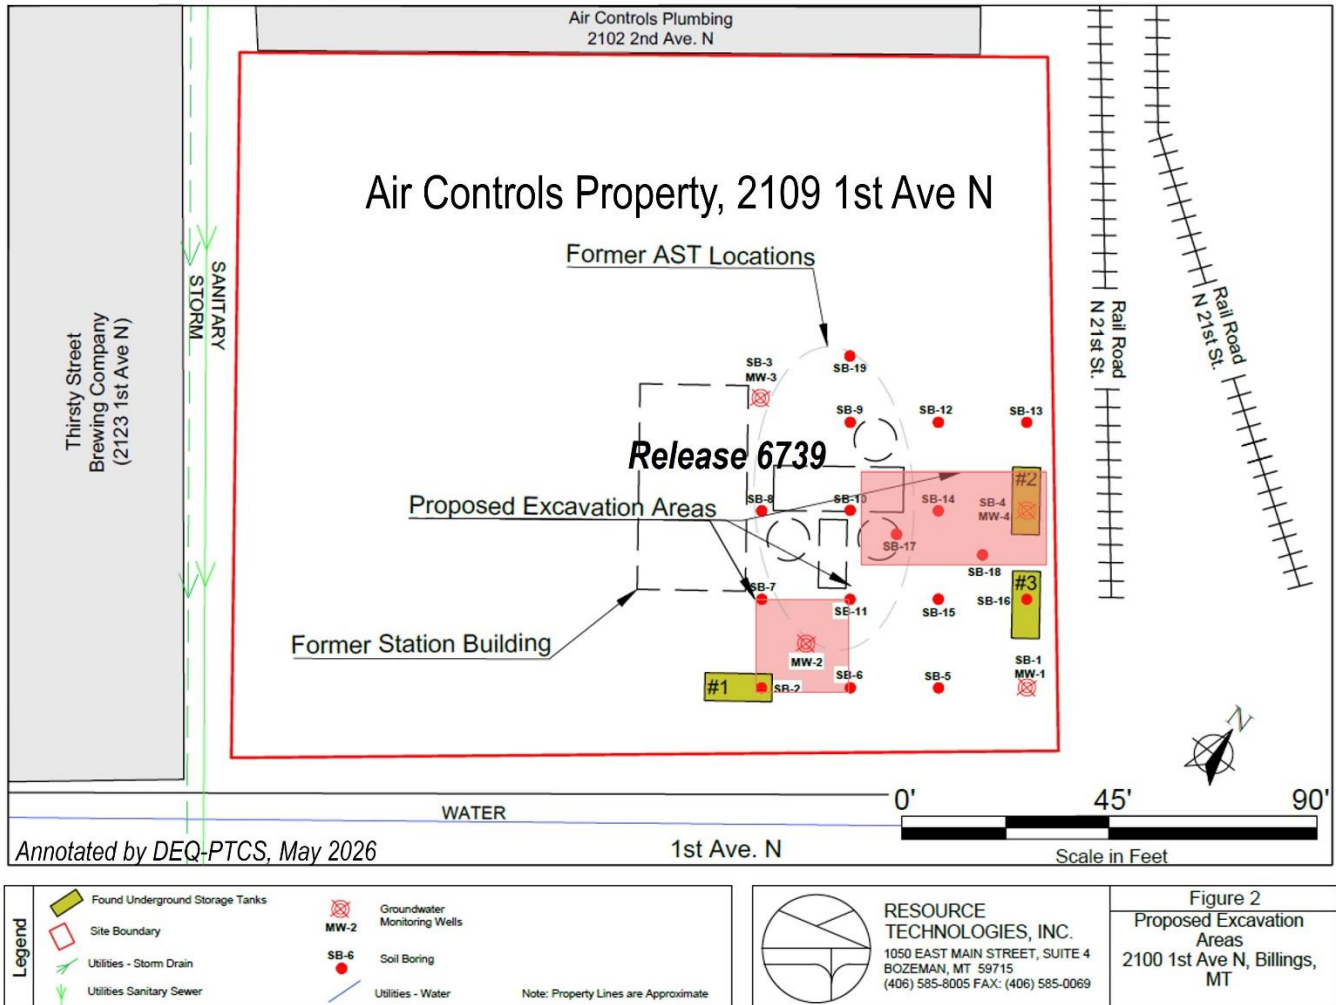 Air Controls Plumbing
2102 2nd Ave. N
Air Controls Property, 2109 1st Ave N
Former AST Locations
SANITARY
STORM
Thirsty Street
Brewing Company
(2123 1st Ave N)
Rail Road
N 21st St.
Rail Road
N 21st St.
SB-3
MW-3
SB-19
SB-9
SB-12
SB-13
Release 6739
#2
Proposed Excavation Areas
SB-8
SB-10
SB-14
SB-4
MW-4
SB-17
SB-18
SB-7
SB-11
SB-15
SB-16
#3
Former Station Building
MW-2
SB-1
MW-1
#1
SB-2
SB-6
SB-5
N
0'
45'
90'
WATER
Annotated by DEQ-PTCS, May 2026
1st Ave. N
Scale in Feet
Legend
Found Underground Storage Tanks
Site Boundary
Utilities - Storm Drain
Utilities Sanitary Sewer
MW-2
Groundwater
Monitoring Wells
SB-6
Soil Boring
Utilities - Water
Note: Property Lines are Approximate
RESOURCE
TECHNOLOGIES, INC.
1050 EAST MAIN STREET, SUITE 4
BOZEMAN, MT 59715
(406) 585-8005 FAX: (406) 585-0069
Figure 2
Proposed Excavation
Areas
2100 1st Ave N, Billings,
MT